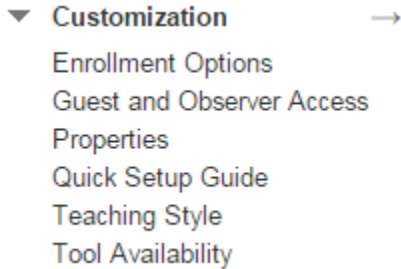 Customization
Enrollment Options
Guest and Observer Access
Properties
Quick Setup Guide
Teaching Style
Tool Availability